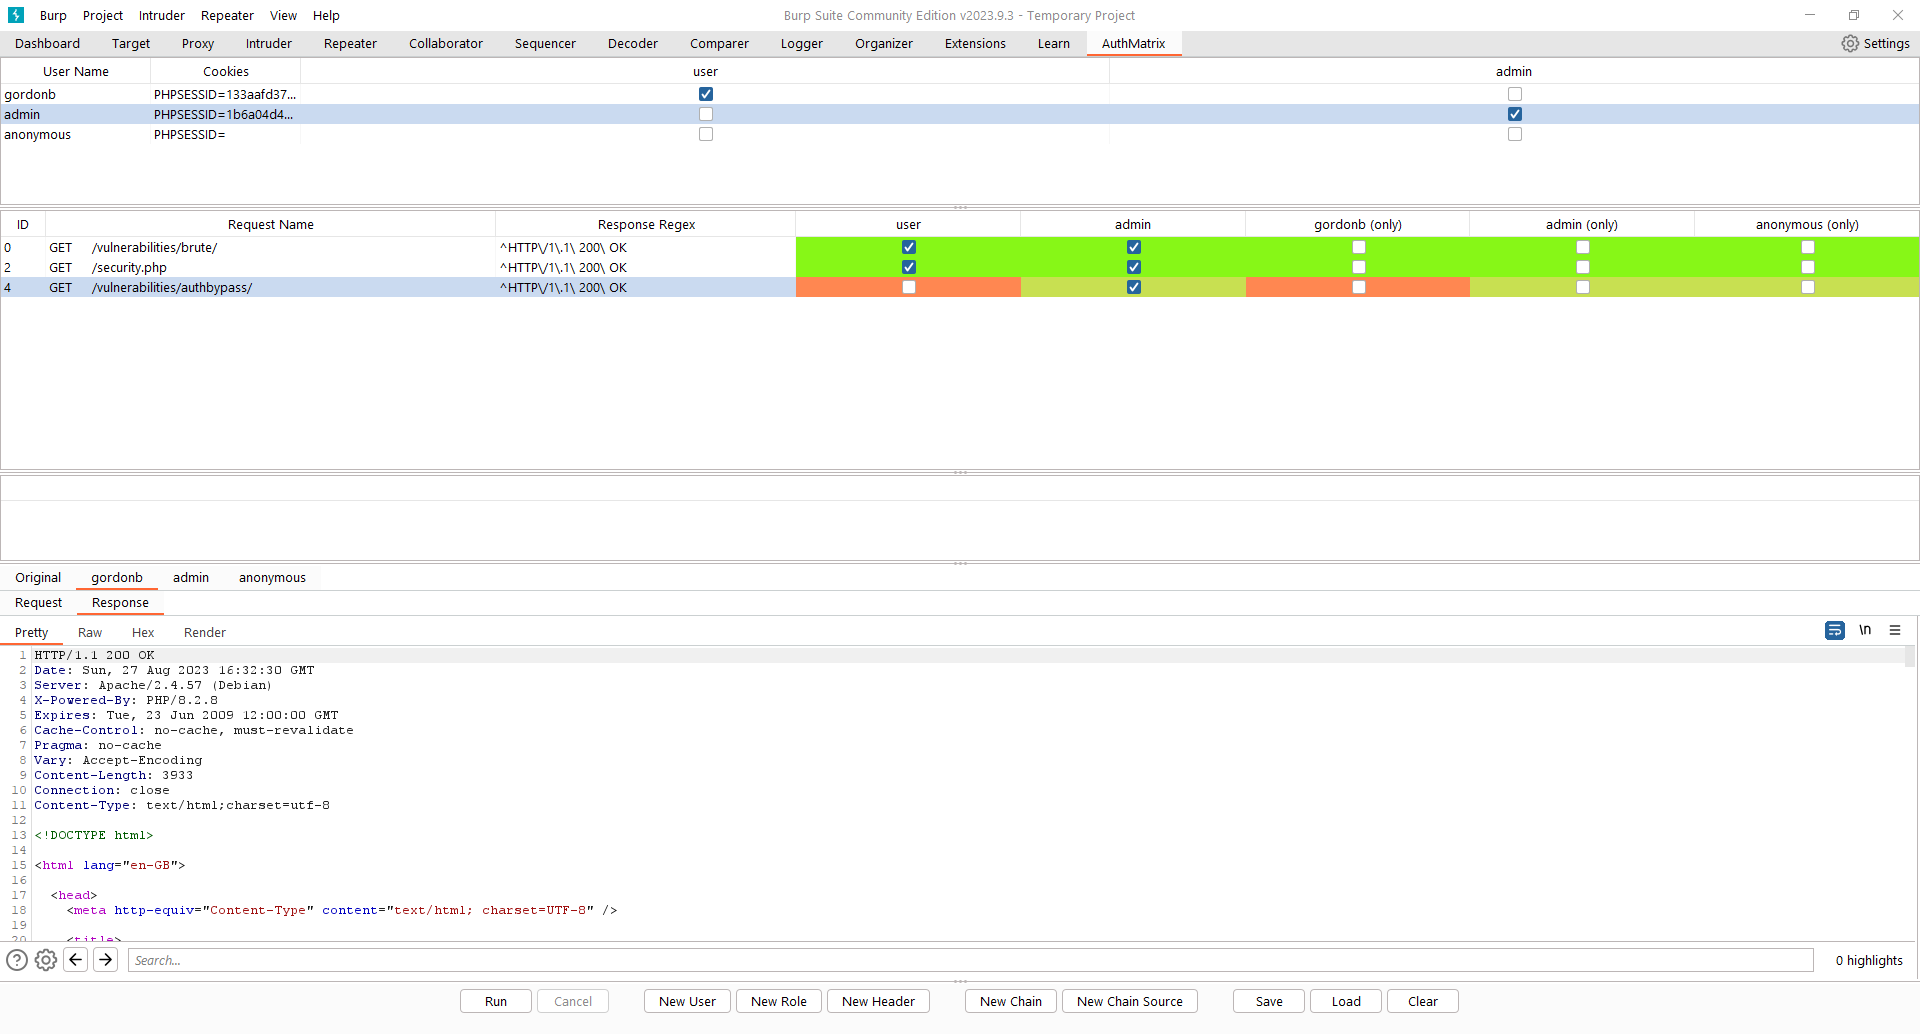 Burp Project Intruder Repeater View Help Burp Suite Community Edition v2023.9.3 - Temporary Project
Dashboard Target Proxy Intruder Repeater Collaborator Sequencer Decoder Comparer Logger Organizer Extensions Learn AuthMatrix Settings
User Name Cookies user admin
gordonb PHPSESSID=133aafd37...
admin PHPSESSID=1b6a04d4...
anonymous PHPSESSID=
ID Request Name Response Regex user admin gordonb (only) admin (only) anonymous (only)
0 GET /vulnerabilities/brute/ ^HTTP\/1\.1\ 200\ OK
2 GET /security.php ^HTTP\/1\.1\ 200\ OK
4 GET /vulnerabilities/authbypass/ ^HTTP\/1\.1\ 200\ OK
Original gordonb admin anonymous
Request Response
Pretty Raw Hex Render \n
1 HTTP/1.1 200 OK
2 Date: Sun, 27 Aug 2023 16:32:30 GMT
3 Server: Apache/2.4.57 (Debian)
4 X-Powered-By: PHP/8.2.8
5 Expires: Tue, 23 Jun 2009 12:00:00 GMT
6 Cache-Control: no-cache, must-revalidate
7 Pragma: no-cache
8 Vary: Accept-Encoding
9 Content-Length: 3933
10 Connection: close
11 Content-Type: text/html;charset=utf-8
12
13 <!DOCTYPE html>
14
15 <html lang="en-GB">
16
17 <head>
18 <meta http-equiv="Content-Type" content="text/html; charset=UTF-8" />
19
20 <title>
Search... 0 highlights
Run Cancel New User New Role New Header New Chain New Chain Source Save Load Clear